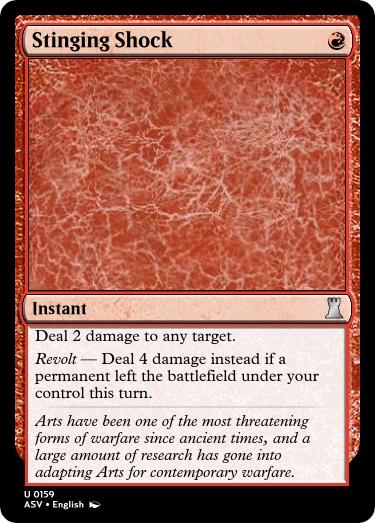 Stinging Shock
Instant
Deal 2 damage to any target.
Revolt — Deal 4 damage instead if a
permanent left the battlefield under your
control this turn.
Arts have been one of the most threatening
forms of warfare since ancient times, and a
large amount of research has gone into
adapting Arts for contemporary warfare.
U 0159
ASV • English